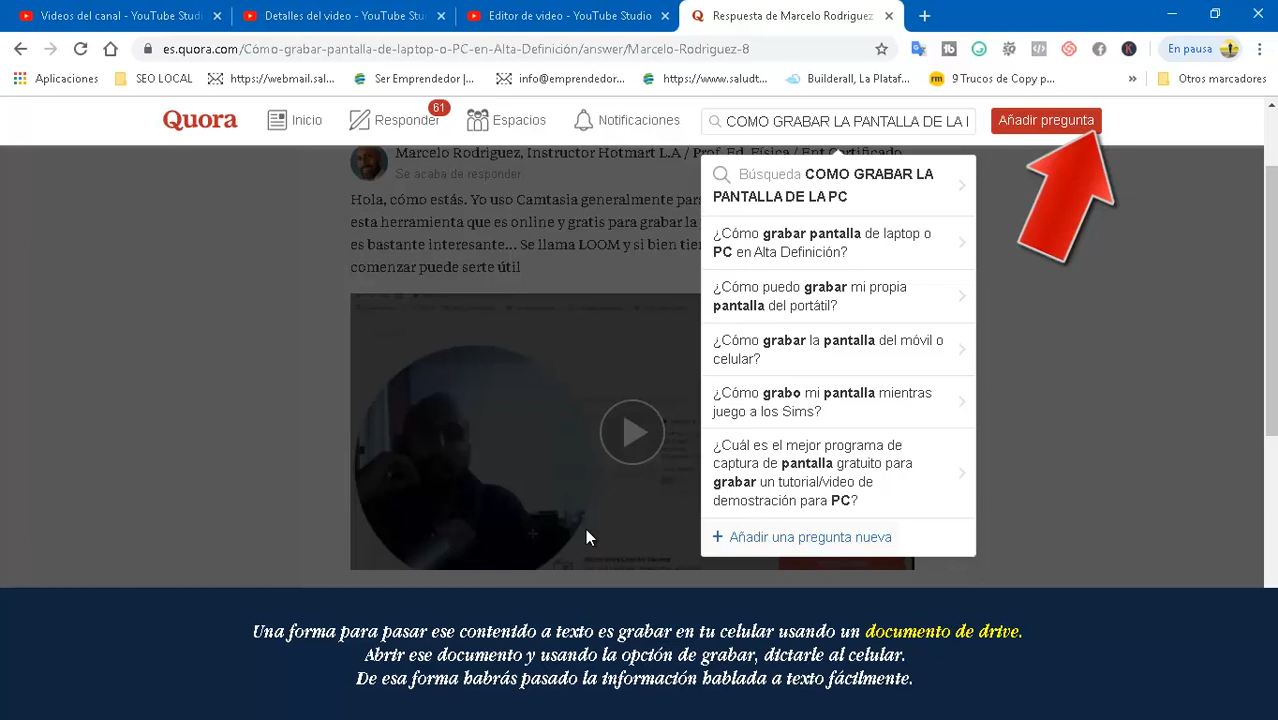 Videos del canal - YouTube Studi
Detalles del video - YouTube Stu
Editor de video - YouTube Studio
Respuesta de Marcelo Rodriguez
es.quora.com/Cómo-grabar-pantalla-de-laptop-o-PC-en-Alta-Definición/answer/Marcelo-Rodriguez-8
En pausa
Aplicaciones
SEO LOCAL
https://webmail.sal...
Ser Emprendedor |...
info@emprendedor...
https://www.saludt...
Builderall, La Plataf...
9 Trucos de Copy p...
Otros marcadores
Quora
Inicio
Responder
61
Espacios
Notificaciones
COMO GRABAR LA PANTALLA DE LA
Añadir pregunta
Marcelo Rodriguez, Instructor Hotmart L.A / Prof. Ed. Física / Ent Certificado
Se acaba de responder
Hola, cómo estás. Yo uso Camtasia generalmente par
esta herramienta que es online y gratis para grabar la
es bastante interesante... Se llama LOOM y si bien tie
comenzar puede serte útil
Búsqueda COMO GRABAR LA
PANTALLA DE LA PC
¿Cómo grabar pantalla de laptop o
PC en Alta Definición?
¿Cómo puedo grabar mi propia
pantalla del portátil?
¿Cómo grabar la pantalla del móvil o
celular?
¿Cómo grabo mi pantalla mientras
juego a los Sims?
¿Cuál es el mejor programa de
captura de pantalla gratuito para
grabar un tutorial/video de
demostración para PC?
+ Añadir una pregunta nueva
Una forma para pasar ese contenido a texto es grabar en tu celular usando un documento de drive.
Abrir ese documento y usando la opción de grabar, dictarle al celular.
De esa forma habrás pasado la información hablada a texto fácilmente.